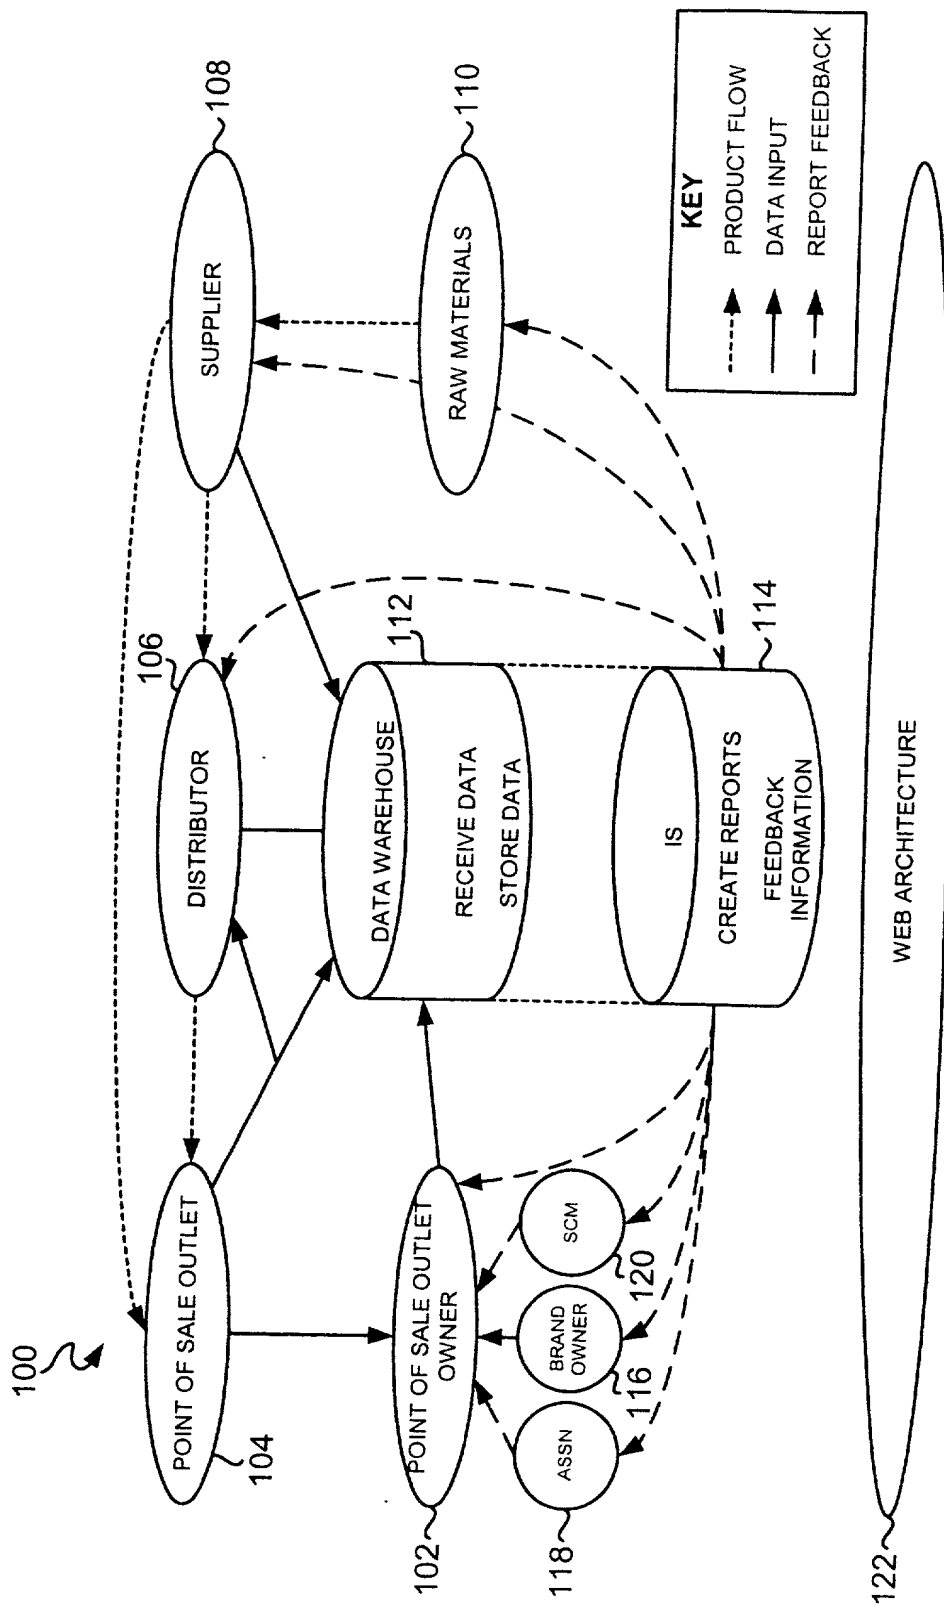 100
POINT OF SALE OUTLET
104
DISTRIBUTOR
106
SUPPLIER
108
POINT OF SALE OUTLET
OWNER
102
DATA WAREHOUSE
RECEIVE DATA
STORE DATA
112
RAW MATERIALS
110
ASSN
118
BRAND
OWNER
116
SCM
120
IS
CREATE REPORTS
FEEDBACK
INFORMATION
114
KEY
PRODUCT FLOW
DATA INPUT
REPORT FEEDBACK
WEB ARCHITECTURE
122